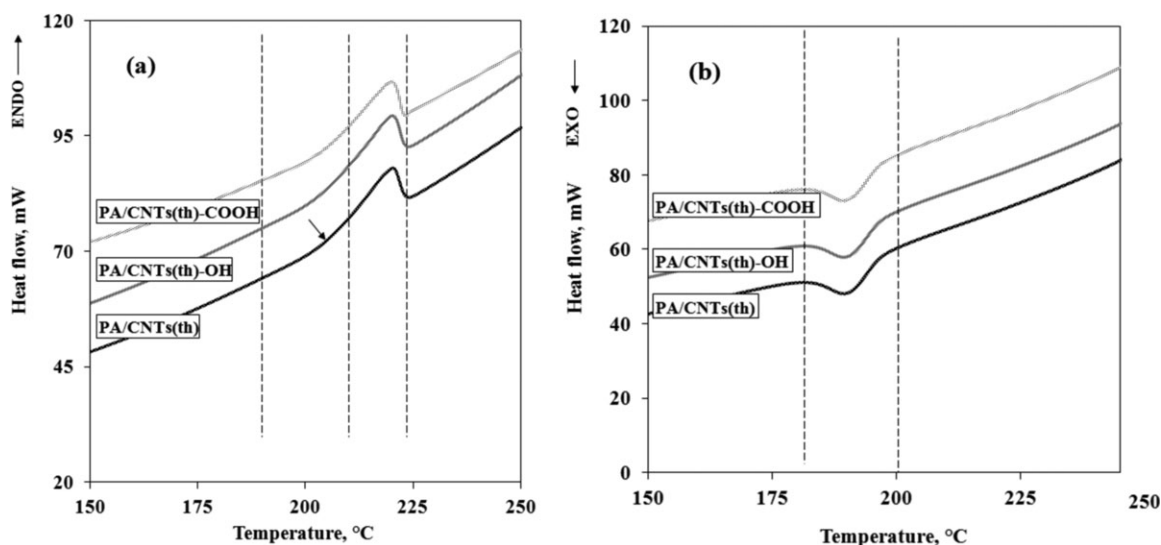 (a)
ENDO
Heat flow, mW
120
95
70
45
20
PA/CNTs(th)-COOH
PA/CNTs(th)-OH
PA/CNTs(th)
150
175
200
225
250
Temperature, °C
(b)
EXO
Heat flow, mW
120
100
80
60
40
20
0
PA/CNTs(th)-COOH
PA/CNTs(th)-OH
PA/CNTs(th)
150
175
200
225
250
Temperature, °C